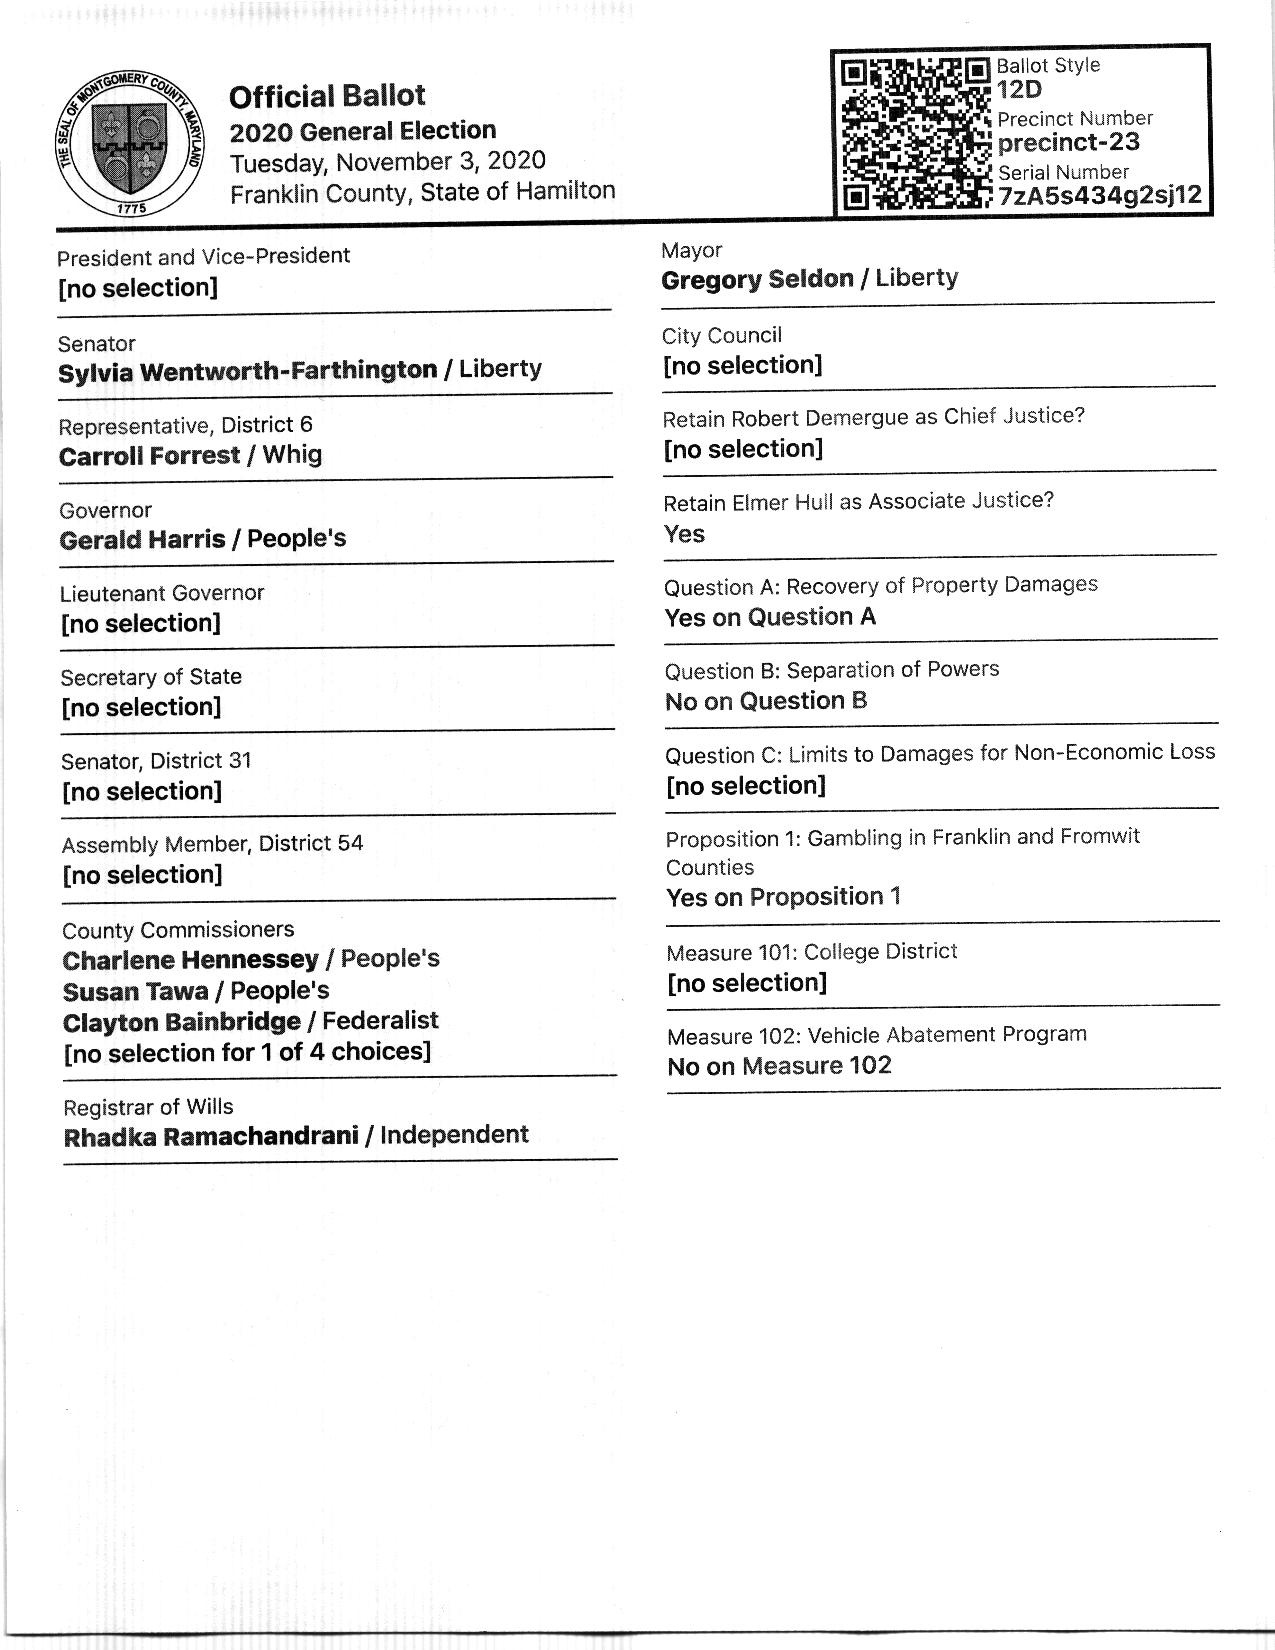 THE SEAL OF MONTGOMERY COUNTY, MARYLAND
1775
Official Ballot
2020 General Election
Tuesday, November 3, 2020
Franklin County, State of Hamilton
Ballot Style
12D
Precinct Number
precinct-23
Serial Number
7zA5s434g2sj12
President and Vice-President
[no selection]
Senator
Sylvia Wentworth-Farthington / Liberty
Representative, District 6
Carroll Forrest / Whig
Governor
Gerald Harris / People's
Lieutenant Governor
[no selection]
Secretary of State
[no selection]
Senator, District 31
[no selection]
Assembly Member, District 54
[no selection]
County Commissioners
Charlene Hennessey / People's
Susan Tawa / People's
Clayton Bainbridge / Federalist
[no selection for 1 of 4 choices]
Registrar of Wills
Rhadka Ramachandrani / Independent
Mayor
Gregory Seldon / Liberty
City Council
[no selection]
Retain Robert Demergue as Chief Justice?
[no selection]
Retain Elmer Hull as Associate Justice?
Yes
Question A: Recovery of Property Damages
Yes on Question A
Question B: Separation of Powers
No on Question B
Question C: Limits to Damages for Non-Economic Loss
[no selection]
Proposition 1: Gambling in Franklin and Fromwit
Counties
Yes on Proposition 1
Measure 101: College District
[no selection]
Measure 102: Vehicle Abatement Program
No on Measure 102